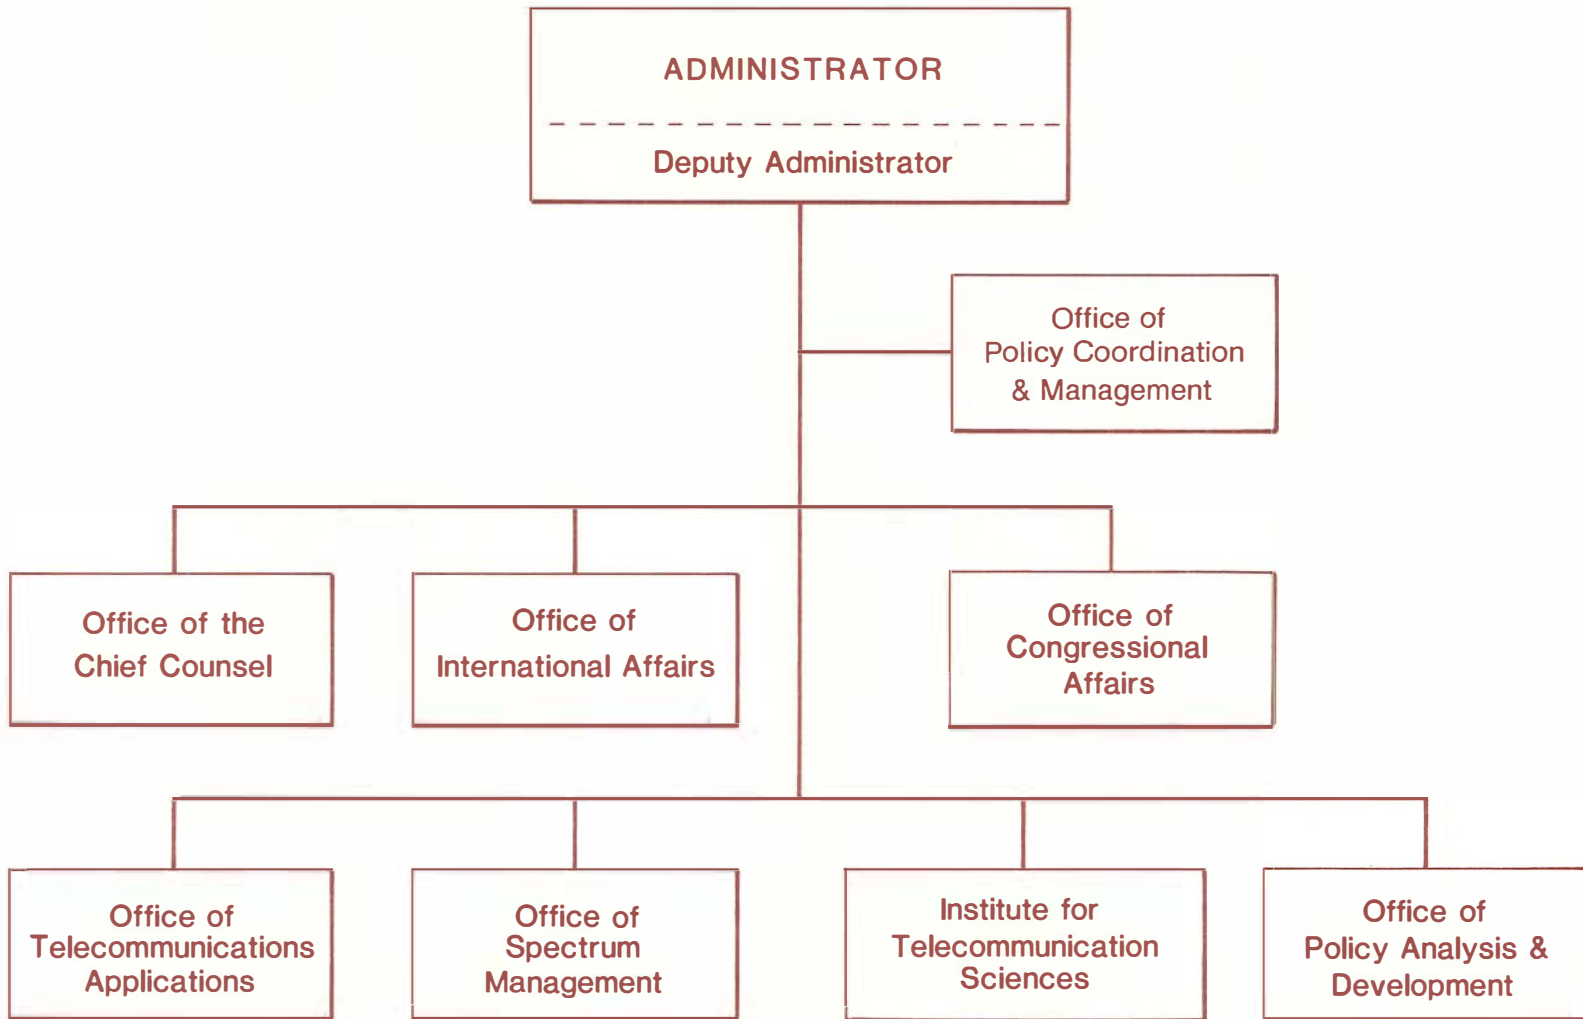 ADMINISTRATOR
Deputy Administrator
Office of
Policy Coordination
& Management
Office of the
Chief Counsel
Office of
International Affairs
Office of
Congressional
Affairs
Office of
Telecommunications
Applications
Office of
Spectrum
Management
Institute for
Telecommunication
Sciences
Office of
Policy Analysis &
Development